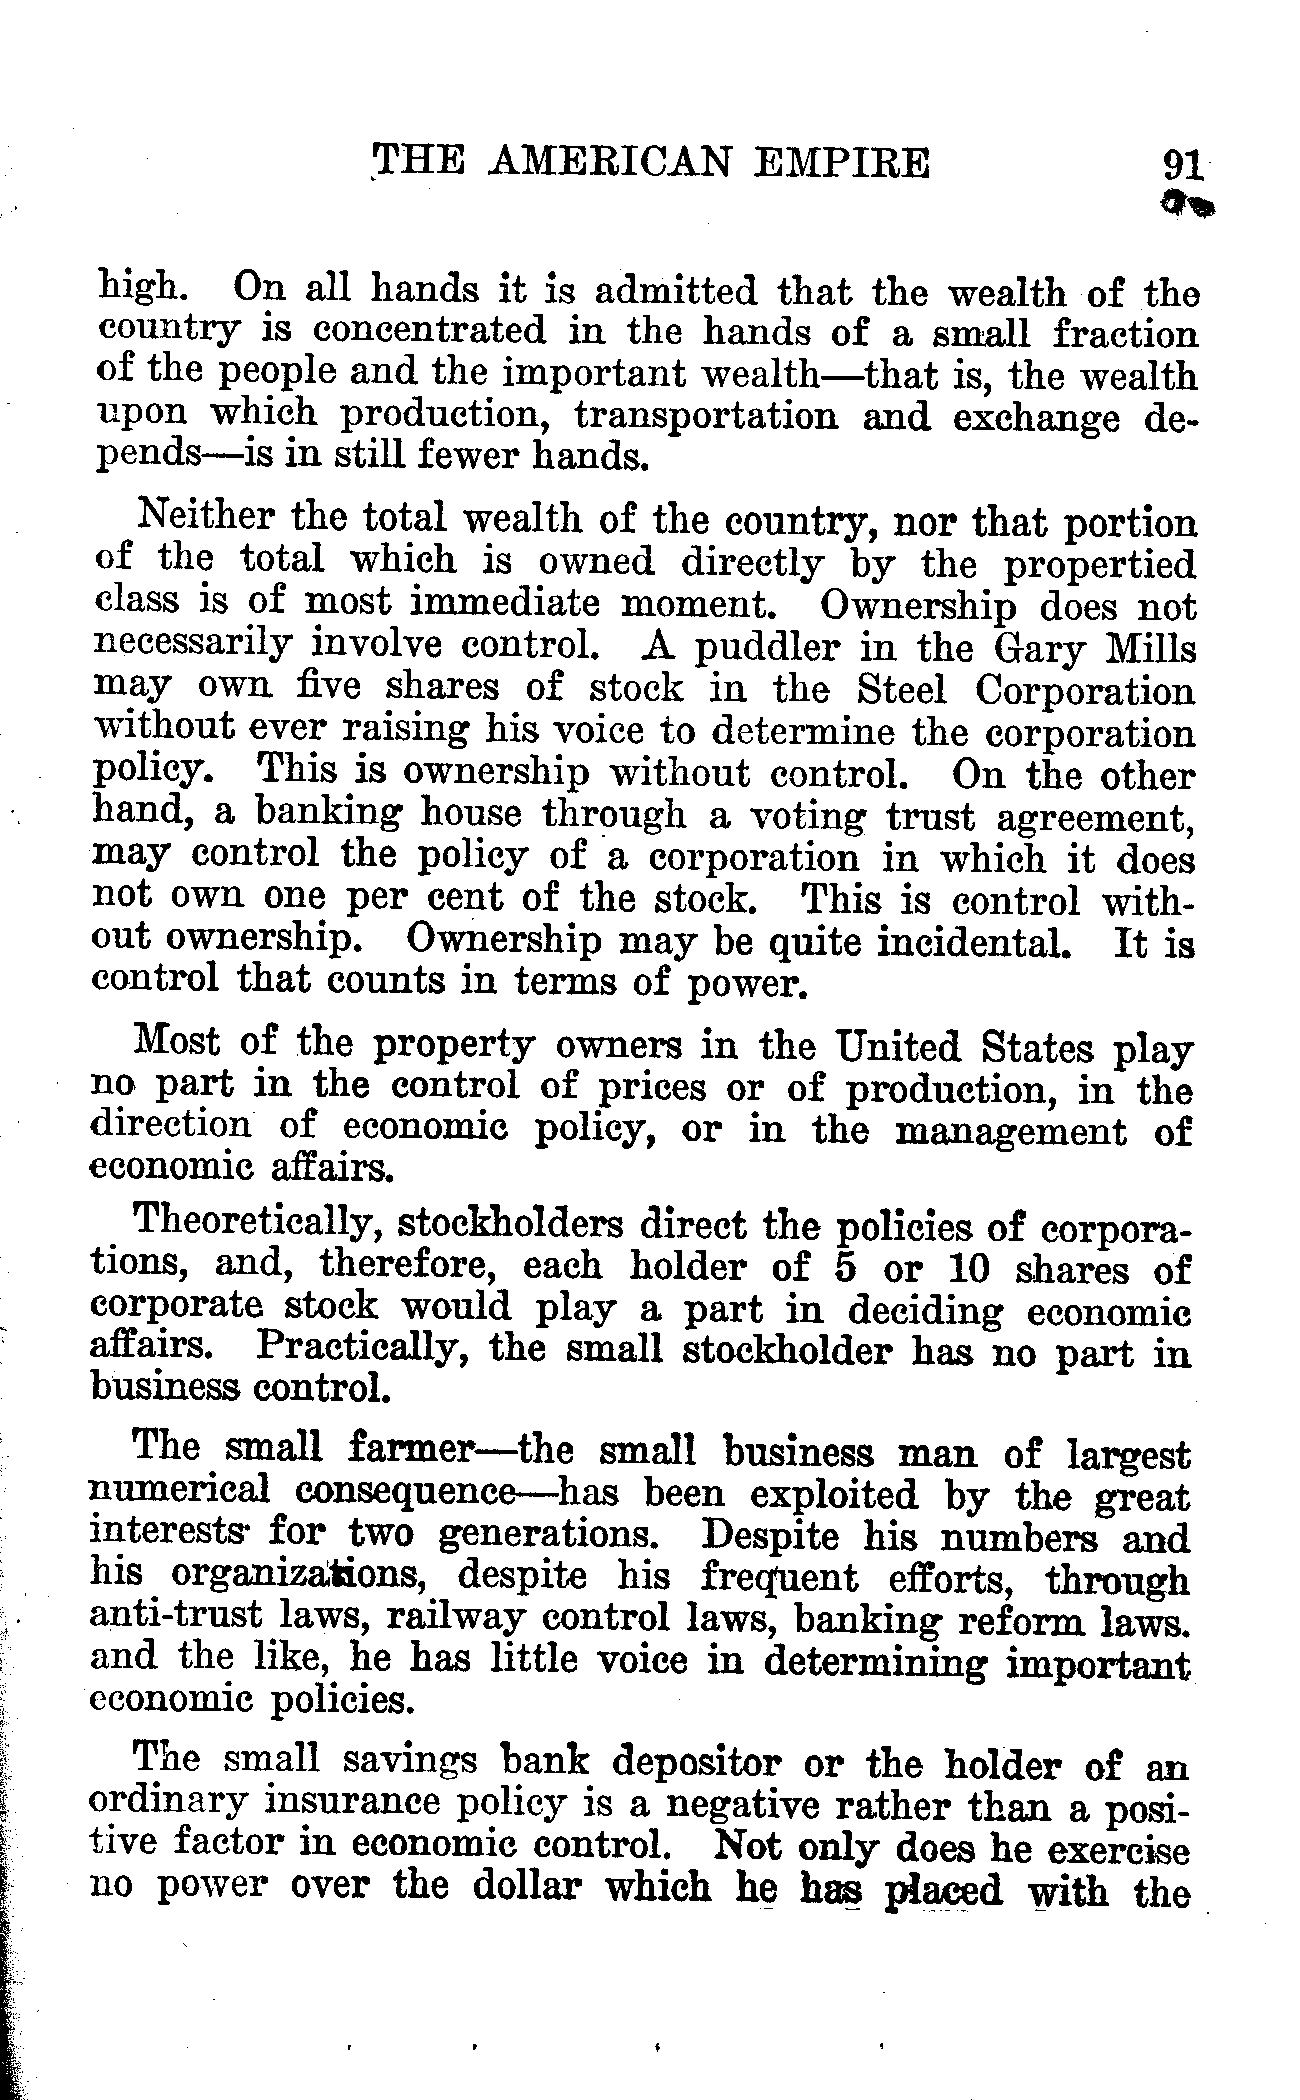 THE AMERICAN EMPIRE 91
high. On all hands it is admitted that the wealth of the
country is concentrated in the hands of a small fraction
of the people and the important wealth—that is, the wealth
upon which production, transportation and exchange de-
pends—is in still fewer hands.
Neither the total wealth of the country, nor that portion
of the total which is owned directly by the propertied
class is of most immediate moment. Ownership does not
necessarily involve control. A puddler in the Gary Mills
may own five shares of stock in the Steel Corporation
without ever raising his voice to determine the corporation
policy. This is ownership without control. On the other
hand, a banking house through a voting trust agreement,
may control the policy of a corporation in which it does
not own one per cent of the stock. This is control with-
out ownership. Ownership may be quite incidental. It is
control that counts in terms of power.
Most of the property owners in the United States play
no part in the control of prices or of production, in the
direction of economic policy, or in the management of
economic affairs.
Theoretically, stockholders direct the policies of corpora-
tions, and, therefore, each holder of 5 or 10 shares of
corporate stock would play a part in deciding economic
affairs. Practically, the small stockholder has no part in
business control.
The small farmer—the small business man of largest
numerical consequence—has been exploited by the great
interests for two generations. Despite his numbers and
his organizations, despite his frequent efforts, through
anti-trust laws, railway control laws, banking reform laws.
and the like, he has little voice in determining important
economic policies.
The small savings bank depositor or the holder of an
ordinary insurance policy is a negative rather than a posi-
tive factor in economic control. Not only does he exercise
no power over the dollar which he has placed with the